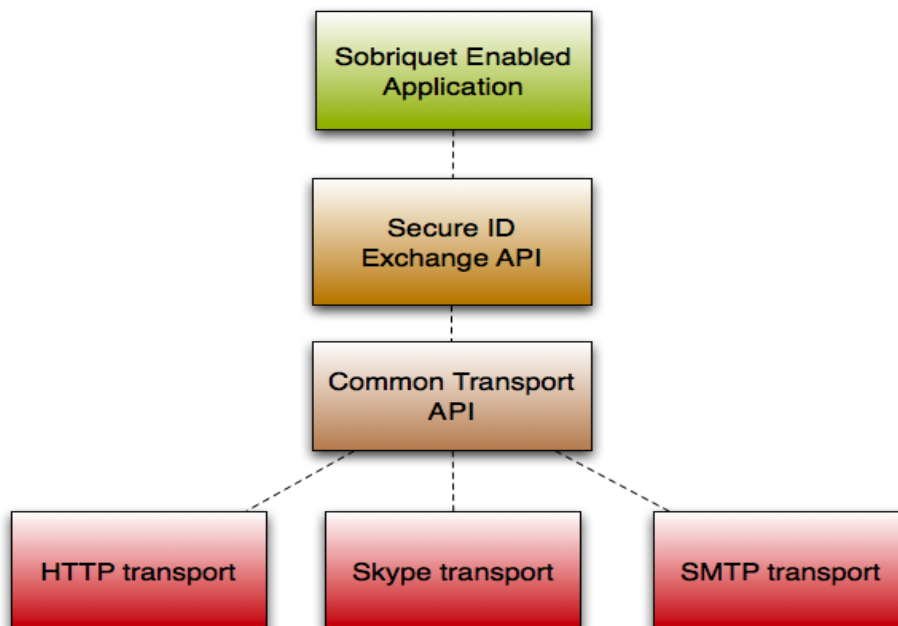 Sobriquet Enabled
Application
Secure ID
Exchange API
Common Transport
API
HTTP transport
Skype transport
SMTP transport